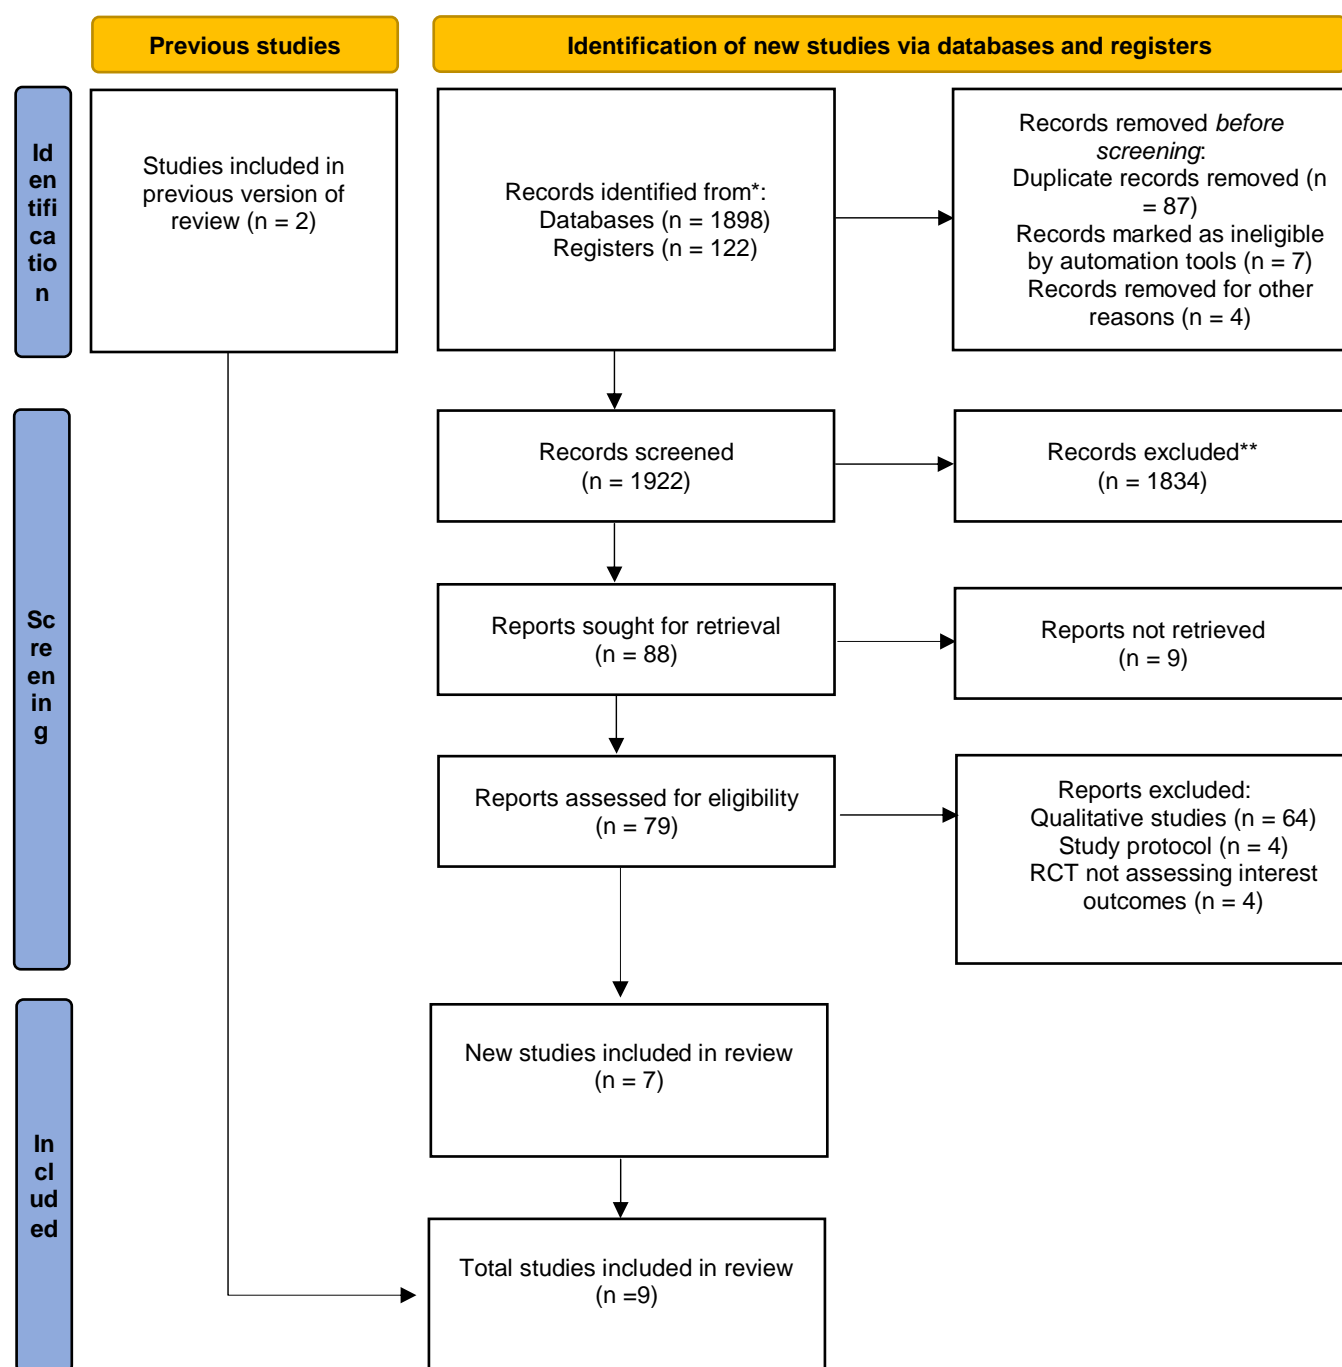 Previous studies
Identification of new studies via databases and registers
Id
en
tifi
ca
tio
n
Studies included in
previous version of
review (n = 2)
Records identified from*:
Databases (n = 1898)
Registers (n = 122)
Records removed before
screening:
Duplicate records removed (n
= 87)
Records marked as ineligible
by automation tools (n = 7)
Records removed for other
reasons (n = 4)
Sc
re
en
in
g
Records screened
(n = 1922)
Records excluded**
(n = 1834)
Reports sought for retrieval
(n = 88)
Reports not retrieved
(n = 9)
Reports assessed for eligibility
(n = 79)
Reports excluded:
Qualitative studies (n = 64)
Study protocol (n = 4)
RCT not assessing interest
outcomes (n = 4)
In
cl
ud
ed
New studies included in review
(n = 7)
Total studies included in review
(n =9)